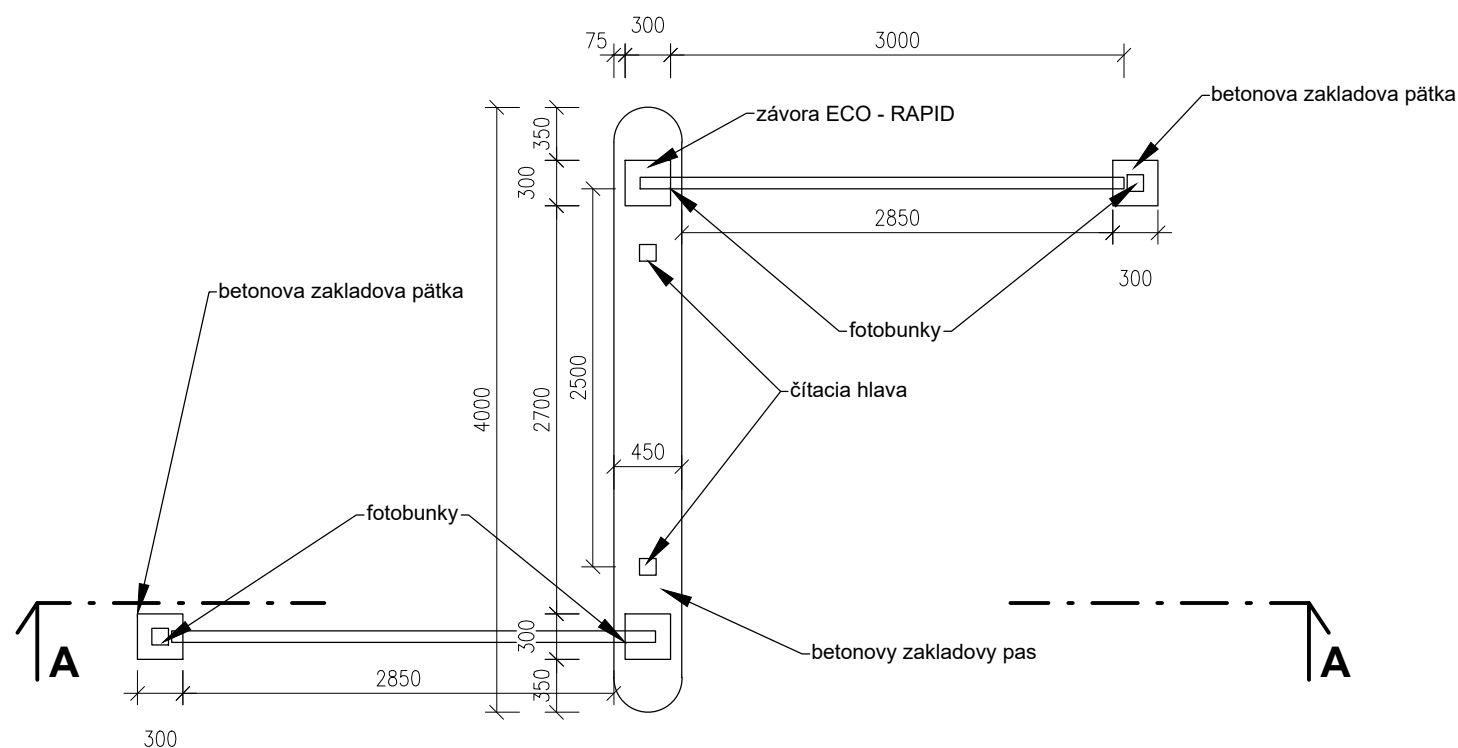 300
75
3000
betonova zakladova pätka
závora ECO - RAPID
350
300
2850
300
betonova zakladova pätka
fotobunky
2500
čítacia hlava
4000
2700
450
fotobunky
300
betonovy zakladovy pas
A
A
2850
350
300